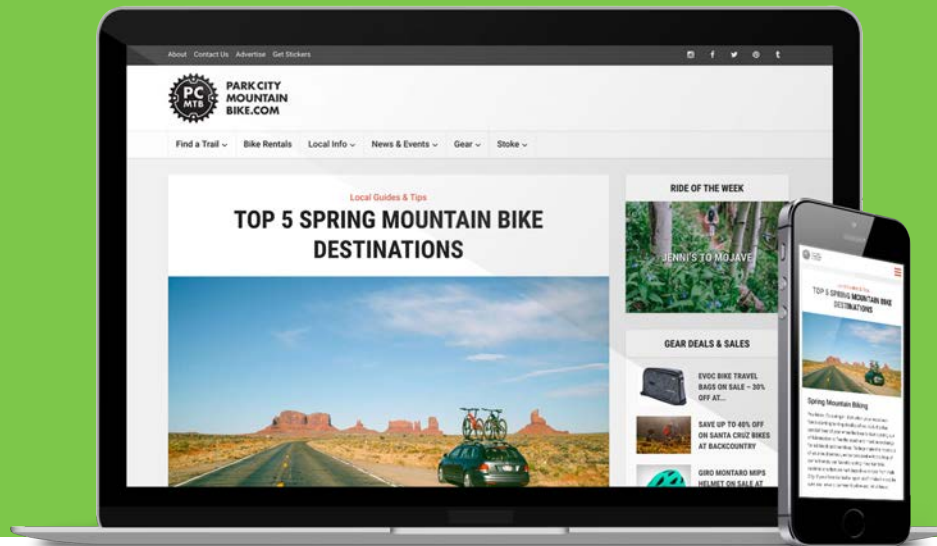 About Contact Us Advertise Get Stickers
PC
MTB
PARK CITY
MOUNTAIN
BIKE.COM
Find a Trail Bike Rentals Local Info News & Events Gear Stoke
Local Guides & Tips
TOP 5 SPRING MOUNTAIN BIKE
DESTINATIONS
RIDE OF THE WEEK
JENNI'S TO MOJAVE
GEAR DEALS & SALES
EVOC BIKE TRAVEL
BAGS ON SALE – 30%
OFF AT...
SAVE UP TO 40% OFF
ON SANTA CRUZ BIKES
AT BACKCOUNTRY
GIRO MONTARO MIPS
HELMET ON SALE AT
TOP 5 SPRING MOUNTAIN BIKE
DESTINATIONS
Spring Mountain Biking